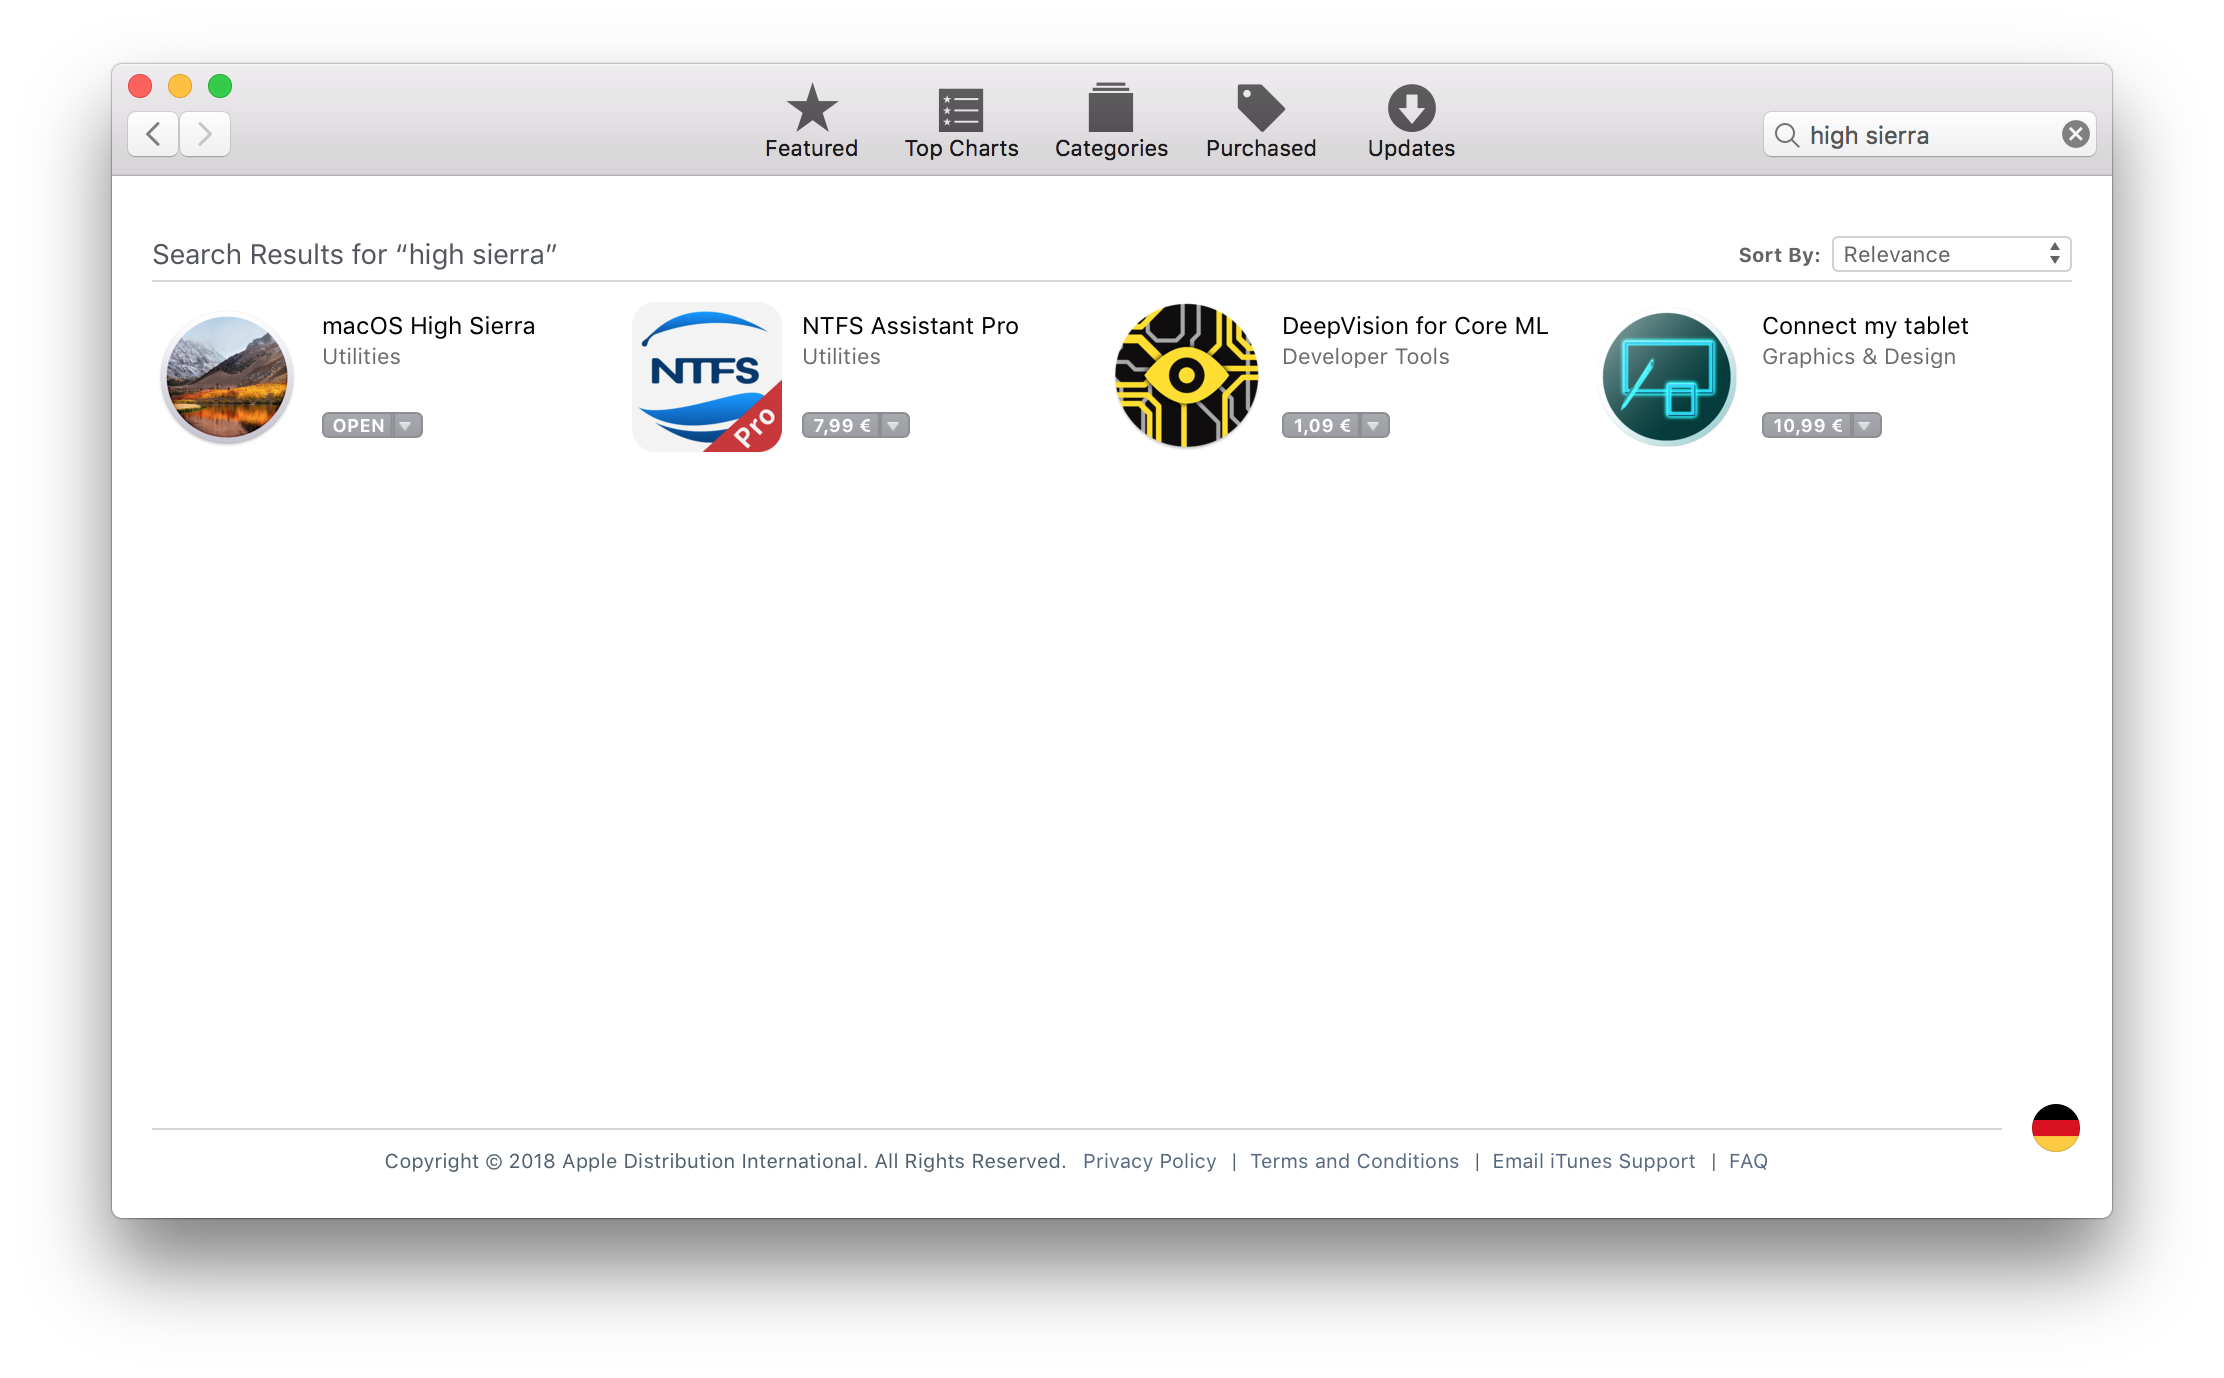 Featured
Top Charts
Categories
Purchased
Updates
high sierra
Search Results for “high sierra”
Sort By: Relevance
macOS High Sierra
Utilities
OPEN
NTFS
Pro
NTFS Assistant Pro
Utilities
7,99 €
DeepVision for Core ML
Developer Tools
1,09 €
Connect my tablet
Graphics & Design
10,99 €
Copyright © 2018 Apple Distribution International. All Rights Reserved. Privacy Policy | Terms and Conditions | Email iTunes Support | FAQ